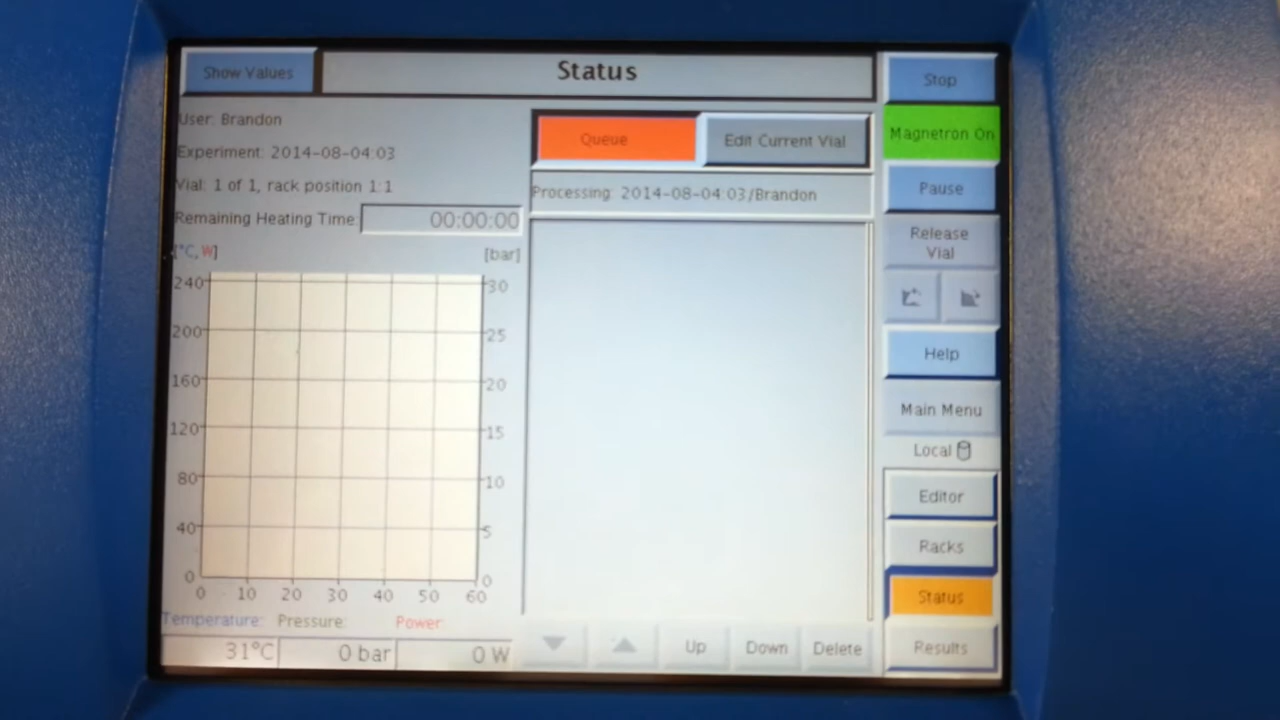 Show Values
Status
Stop
User: Brandon
Queue
Edit Current Vial
Magnetron On
Experiment: 2014-08-04:03
Vial: 1 of 1, rack position 1:1
Processing: 2014-08-04:03/Brandon
Pause
Remaining Heating Time: 00:00:00
Release
Vial
[°C,W]
[bar]
240
200
160
120
80
40
0
30
25
20
15
10
5
0
0 10 20 30 40 50 60
Help
Main Menu
Local
Editor
Racks
Status
Results
Temperature: Pressure: Power:
31°C 0 bar 0 W
Up
Down
Delete